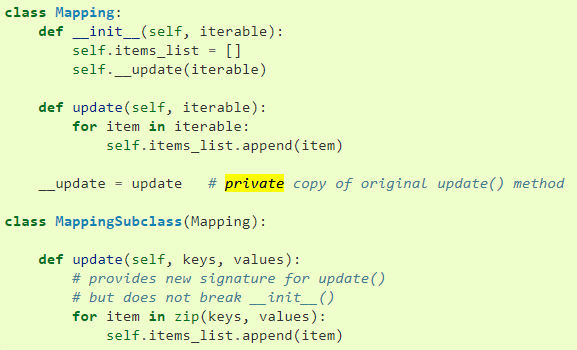 class Mapping:
    def __init__(self, iterable):
        self.items_list = []
        self.__update(iterable)

    def update(self, iterable):
        for item in iterable:
            self.items_list.append(item)

    __update = update   # private copy of original update() method

class MappingSubclass(Mapping):

    def update(self, keys, values):
        # provides new signature for update()
        # but does not break __init__()
        for item in zip(keys, values):
            self.items_list.append(item)